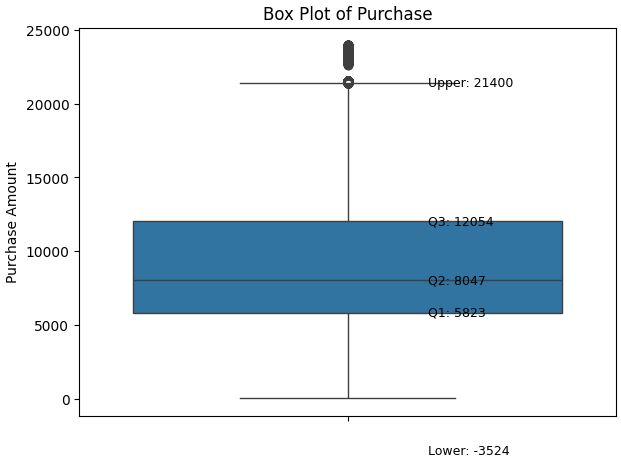 Box Plot of Purchase
25000
20000
15000
10000
5000
0
Purchase Amount
Upper: 21400
Q3: 12054
Q2: 8047
Q1: 5823
Lower: -3524